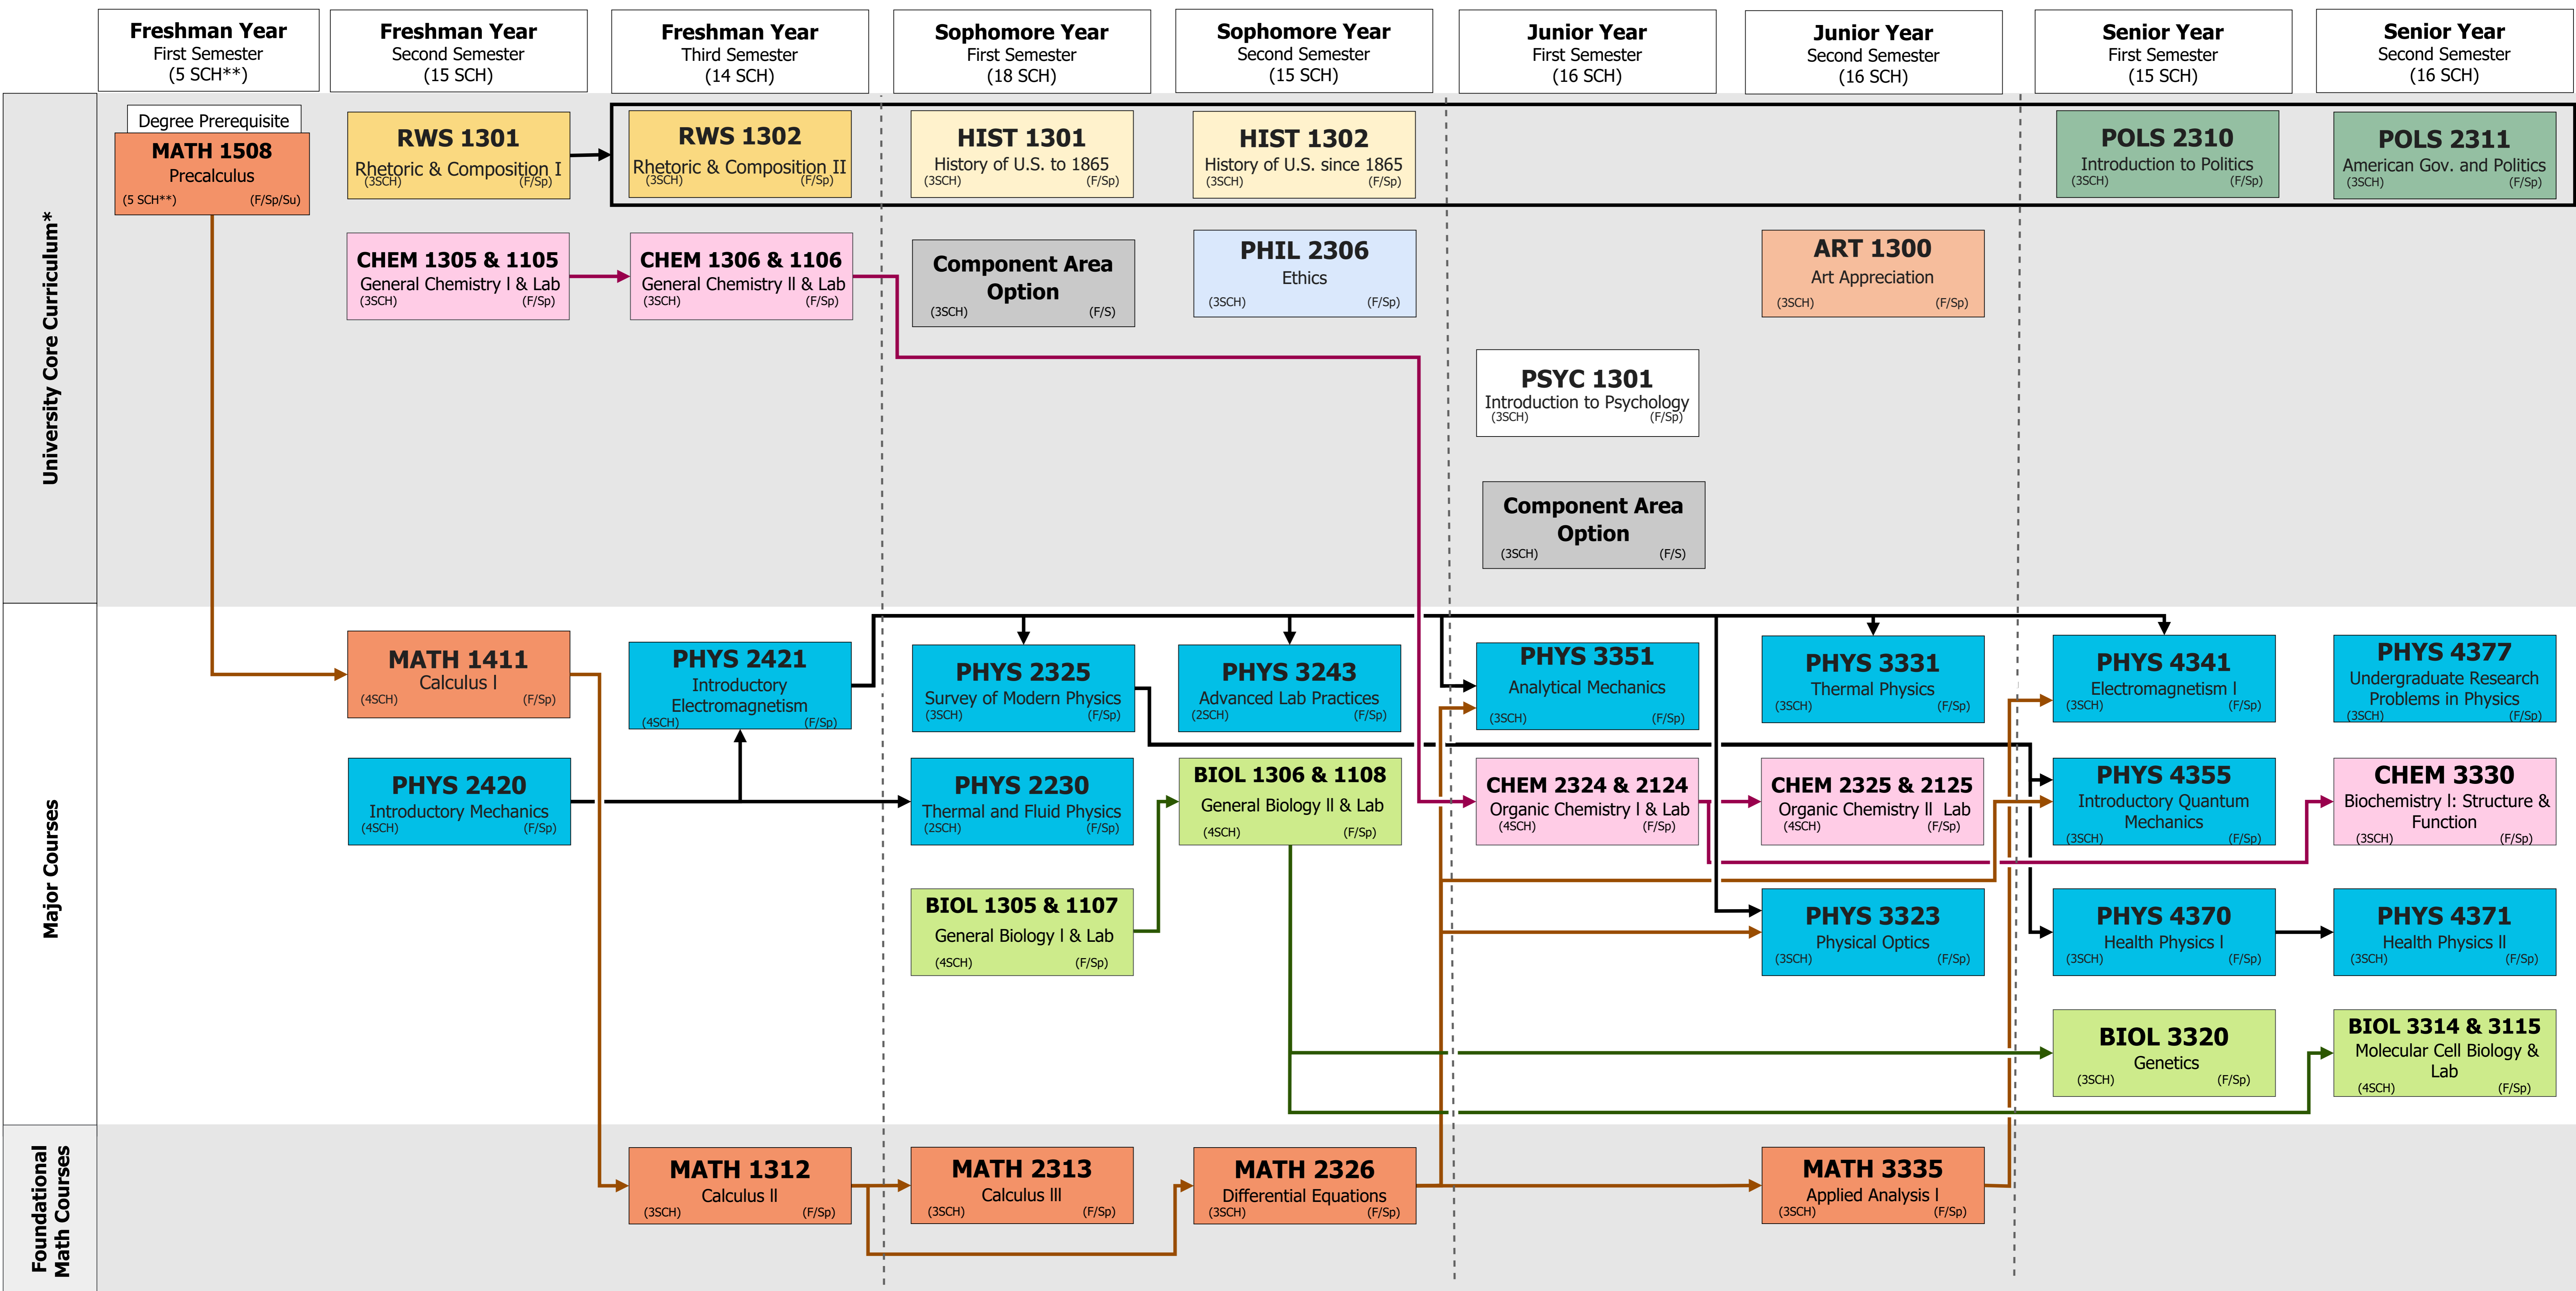 Freshman Year
First Semester
(5 SCH**)
Freshman Year
Second Semester
(15 SCH)
Freshman Year
Third Semester
(14 SCH)
Sophomore Year
First Semester
(18 SCH)
Sophomore Year
Second Semester
(15 SCH)
Junior Year
First Semester
(16 SCH)
Junior Year
Second Semester
(16 SCH)
Senior Year
First Semester
(15 SCH)
Senior Year
Second Semester
(16 SCH)
University Core Curriculum*
Degree Prerequisite
MATH 1508
Precalculus
(5 SCH**) (F/Sp/Su)
RWS 1301
Rhetoric & Composition I
(3SCH) (F/Sp)
RWS 1302
Rhetoric & Composition II
(3SCH) (F/Sp)
HIST 1301
History of U.S. to 1865
(3SCH) (F/Sp)
HIST 1302
History of U.S. since 1865
(3SCH) (F/Sp)
POLS 2310
Introduction to Politics
(3SCH) (F/Sp)
POLS 2311
American Gov. and Politics
(3SCH) (F/Sp)
CHEM 1305 & 1105
General Chemistry I & Lab
(3SCH) (F/Sp)
CHEM 1306 & 1106
General Chemistry II & Lab
(3SCH) (F/Sp)
Component Area
Option
(3SCH) (F/S)
PHIL 2306
Ethics
(3SCH) (F/Sp)
ART 1300
Art Appreciation
(3SCH) (F/Sp)
PSYC 1301
Introduction to Psychology
(3SCH) (F/Sp)
Component Area
Option
(3SCH) (F/S)
Major Courses
MATH 1411
Calculus I
(4SCH) (F/Sp)
PHYS 2421
Introductory
Electromagnetism
(4SCH) (F/Sp)
PHYS 2325
Survey of Modern Physics
(3SCH) (F/Sp)
PHYS 3243
Advanced Lab Practices
(2SCH) (F/Sp)
PHYS 3351
Analytical Mechanics
(3SCH) (F/Sp)
PHYS 3331
Thermal Physics
(3SCH) (F/Sp)
PHYS 4341
Electromagnetism I
(3SCH) (F/Sp)
PHYS 4377
Undergraduate Research
Problems in Physics
(3SCH) (F/Sp)
PHYS 2420
Introductory Mechanics
(4SCH) (F/Sp)
PHYS 2230
Thermal and Fluid Physics
(2SCH) (F/Sp)
BIOL 1306 & 1108
General Biology II & Lab
(4SCH) (F/Sp)
CHEM 2324 & 2124
Organic Chemistry I & Lab
(4SCH) (F/Sp)
CHEM 2325 & 2125
Organic Chemistry II Lab
(4SCH) (F/Sp)
PHYS 4355
Introductory Quantum
Mechanics
(3SCH) (F/Sp)
CHEM 3330
Biochemistry I: Structure &
Function
(3SCH) (F/Sp)
BIOL 1305 & 1107
General Biology I & Lab
(4SCH) (F/Sp)
PHYS 3323
Physical Optics
(3SCH) (F/Sp)
PHYS 4370
Health Physics I
(3SCH) (F/Sp)
PHYS 4371
Health Physics II
(3SCH) (F/Sp)
BIOL 3320
Genetics
(3SCH) (F/Sp)
BIOL 3314 & 3115
Molecular Cell Biology &
Lab
(4SCH) (F/Sp)
Foundational
Math Courses
MATH 1312
Calculus II
(3SCH) (F/Sp)
MATH 2313
Calculus III
(3SCH) (F/Sp)
MATH 2326
Differential Equations
(3SCH) (F/Sp)
MATH 3335
Applied Analysis I
(3SCH) (F/Sp)